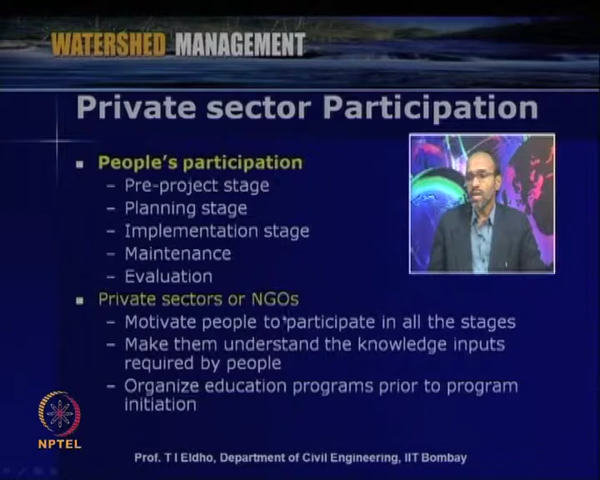 WATERSHED MANAGEMENT
Private sector Participation
People's participation
– Pre-project stage
– Planning stage
– Implementation stage
– Maintenance
– Evaluation
Private sectors or NGOs
– Motivate people to participate in all the stages
– Make them understand the knowledge inputs
required by people
– Organize education programs prior to program
initiation
NPTEL
Prof. T I Eldho, Department of Civil Engineering, IIT Bombay